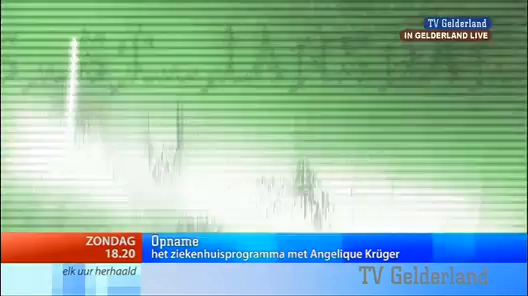 TV Gelderland
IN GELDERLAND LIVE
ZONDAG
18.20
Opname
het ziekenhuisprogramma met Angelique Krüger
elk uur herhaald
TV Gelderland